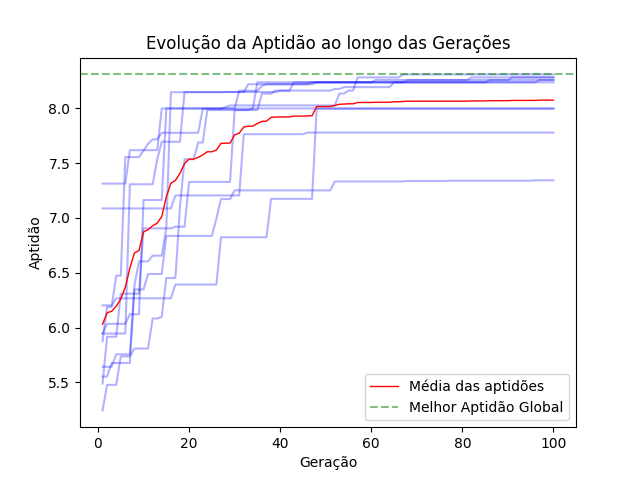 Evolução da Aptidão ao longo das Gerações
Aptidão
8.0
7.5
7.0
6.5
6.0
5.5
0
20
40
60
80
100
Geração
Média das aptidões
Melhor Aptidão Global